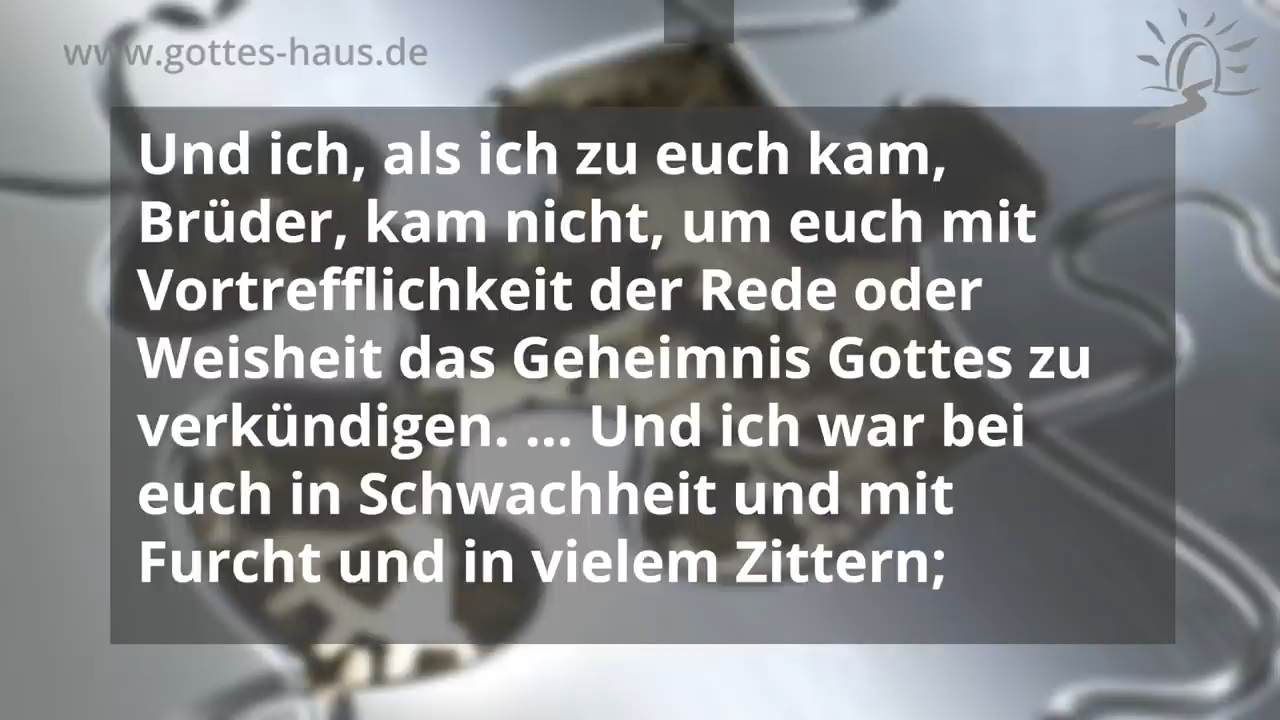 www.gottes-haus.de
Und ich, als ich zu euch kam,
Brüder, kam nicht, um euch mit
Vortrefflichkeit der Rede oder
Weisheit das Geheimnis Gottes zu
verkündigen. ... Und ich war bei
euch in Schwachheit und mit
Furcht und in vielem Zittern;